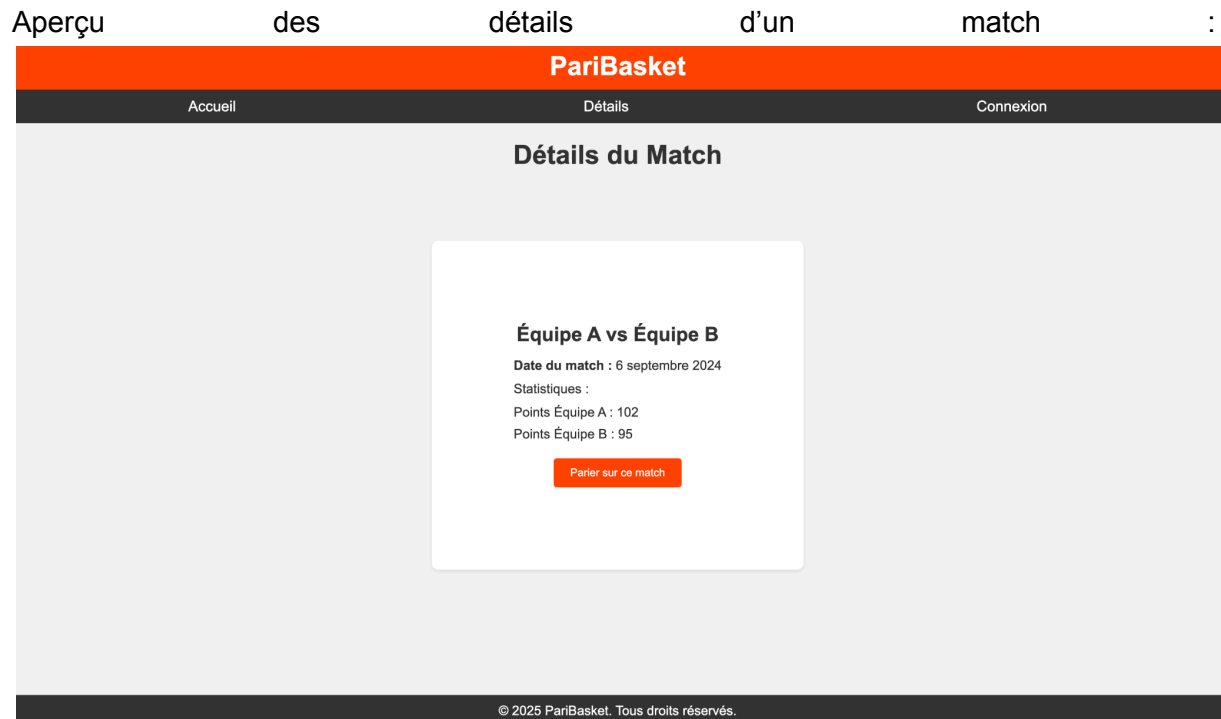 Aperçu des détails d’un match :
PariBasket
Accueil Détails Connexion
Détails du Match
Équipe A vs Équipe B
Date du match : 6 septembre 2024
Statistiques :
Points Équipe A : 102
Points Équipe B : 95
Parier sur ce match
© 2025 PariBasket. Tous droits réservés.